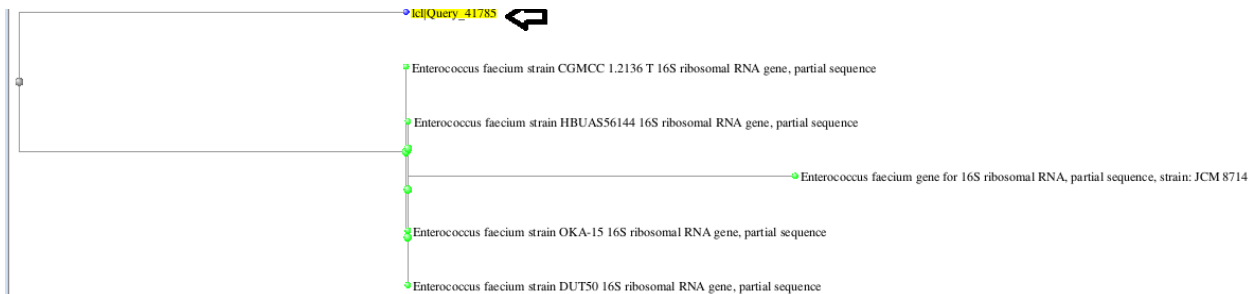 lcl|Query_41785
Enterococcus faecium strain CGMCC 1.2136 T 16S ribosomal RNA gene, partial sequence
Enterococcus faecium strain HBUAS56144 16S ribosomal RNA gene, partial sequence
Enterococcus faecium gene for 16S ribosomal RNA, partial sequence, strain: JCM 8714
Enterococcus faecium strain OKA-15 16S ribosomal RNA gene, partial sequence
Enterococcus faecium strain DUT50 16S ribosomal RNA gene, partial sequence